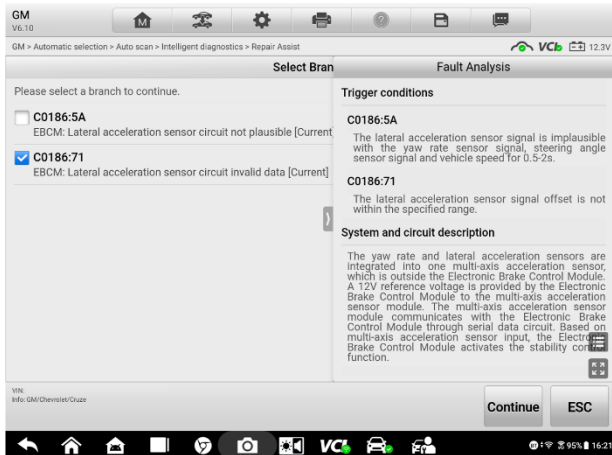 GM
V6.10
M
?
GM > Automatic selection > Auto scan > Intelligent diagnostics > Repair Assist
VCI 12.3V
Select Bran
Fault Analysis
Please select a branch to continue.
C0186:5A
EBCM: Lateral acceleration sensor circuit not plausible [Current
C0186:71
EBCM: Lateral acceleration sensor circuit invalid data [Current]
Trigger conditions
C0186:5A
The lateral acceleration sensor signal is implausible
with the yaw rate sensor signal, steering angle
sensor signal and vehicle speed for 0.5-2s.
C0186:71
The lateral acceleration sensor signal offset is not
within the specified range.
System and circuit description
The yaw rate and lateral acceleration sensors are
integrated into one multi-axis acceleration sensor,
which is outside the Electronic Brake Control Module.
A 12V reference voltage is provided by the Electronic
Brake Control Module to the multi-axis acceleration
sensor module. The multi-axis acceleration sensor
module communicates with the Electronic Brake
Control Module through serial data circuit. Based on
multi-axis acceleration sensor input, the Electronic
Brake Control Module activates the stability control
function.
VIN:
Info: GM/Chevrolet/Cruze
Continue
ESC
VCI
95% 16:21